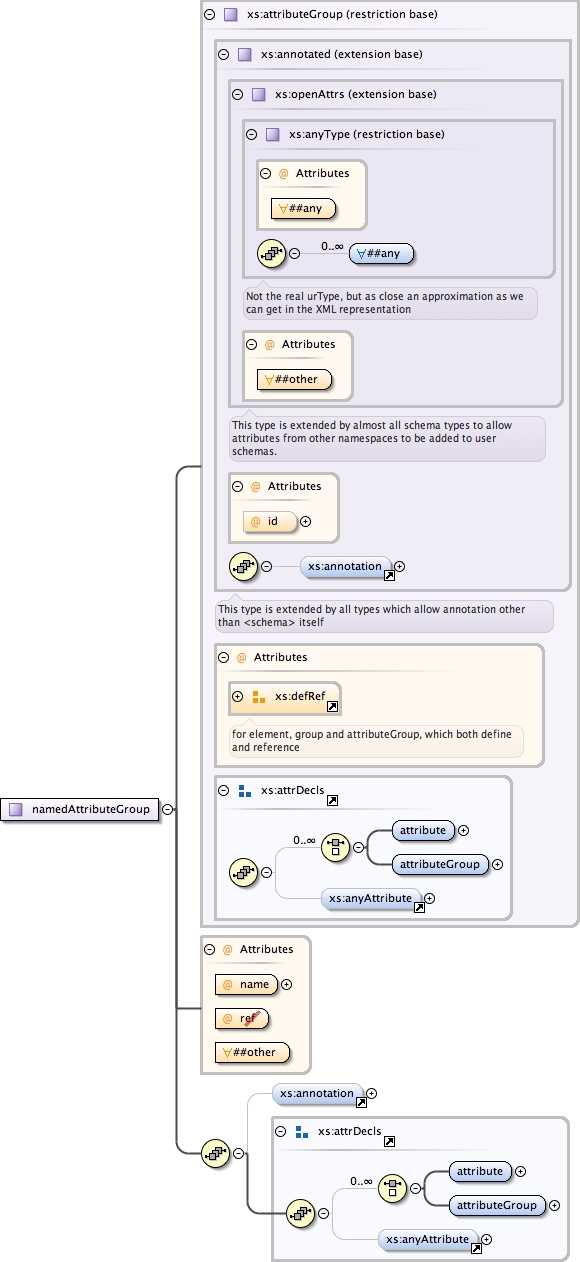 xs:attributeGroup (restriction base)
xs:annotated (extension base)
xs:openAttrs (extension base)
xs:anyType (restriction base)
@ Attributes
∀##any
0..∞
∀##any
Not the real urType, but as close an approximation as we
can get in the XML representation
@ Attributes
∀##other
This type is extended by almost all schema types to allow
attributes from other namespaces to be added to user
schemas.
@ Attributes
@ id
xs:annotation
This type is extended by all types which allow annotation other
than <schema> itself
@ Attributes
xs:defRef
for element, group and attributeGroup, which both define
and reference
xs:attrDecls
namedAttributeGroup
0..∞
attribute
attributeGroup
xs:anyAttribute
@ Attributes
@ name
@ ref
∀##other
xs:annotation
xs:attrDecls
0..∞
attribute
attributeGroup
xs:anyAttribute